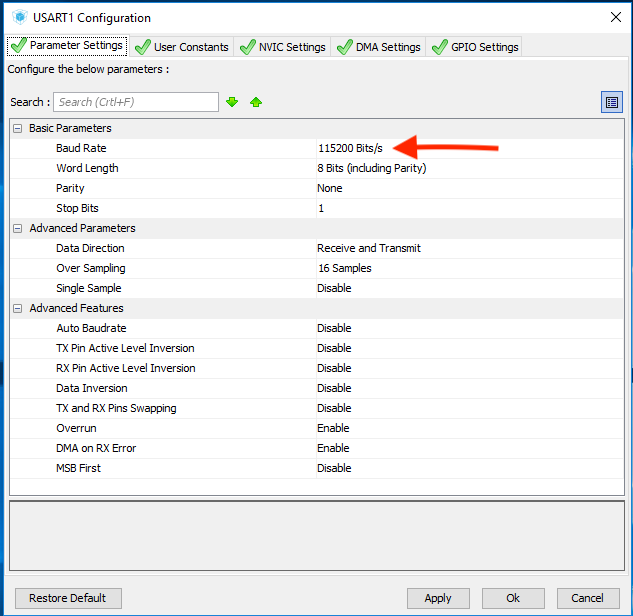 USART1 Configuration
Parameter Settings User Constants NVIC Settings DMA Settings GPIO Settings
Configure the below parameters :
Search : Search (Crtl+F)
Basic Parameters
Baud Rate 115200 Bits/s
Word Length 8 Bits (including Parity)
Parity None
Stop Bits 1
Advanced Parameters
Data Direction Receive and Transmit
Over Sampling 16 Samples
Single Sample Disable
Advanced Features
Auto Baudrate Disable
TX Pin Active Level Inversion Disable
RX Pin Active Level Inversion Disable
Data Inversion Disable
TX and RX Pins Swapping Disable
Overrun Enable
DMA on RX Error Enable
MSB First Disable
Restore Default Apply Ok Cancel